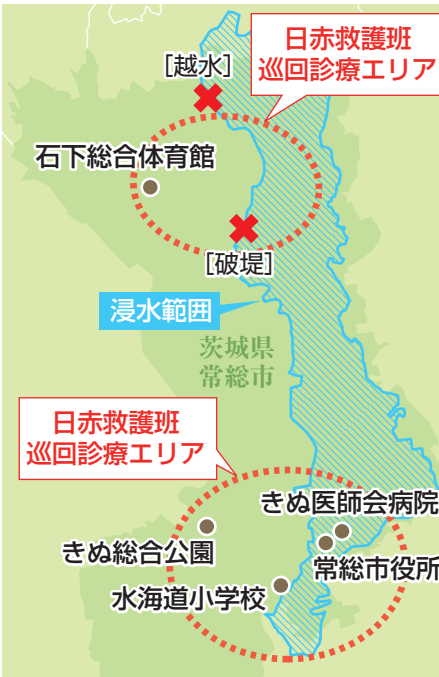 日赤救護班
巡回診療エリア
[越水]
石下総合体育館
[破堤]
浸水範囲
茨城県
常総市
日赤救護班
巡回診療エリア
きぬ医師会病院
きぬ総合公園
常総市役所
水海道小学校